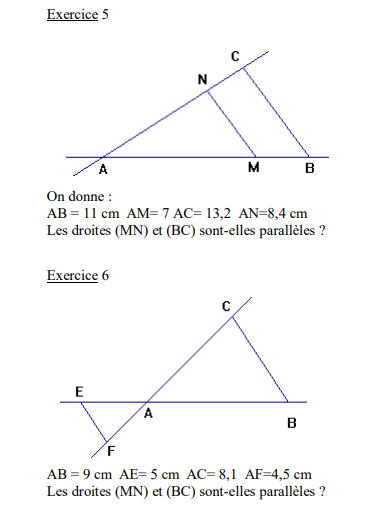 Exercice 5
C
N
A
M
B
On donne :
AB = 11 cm AM= 7 AC= 13,2 AN=8,4 cm
Les droites (MN) et (BC) sont-elles parallèles ?
Exercice 6
C
E
A
B
F
AB = 9 cm AE= 5 cm AC= 8,1 AF=4,5 cm
Les droites (MN) et (BC) sont-elles parallèles ?